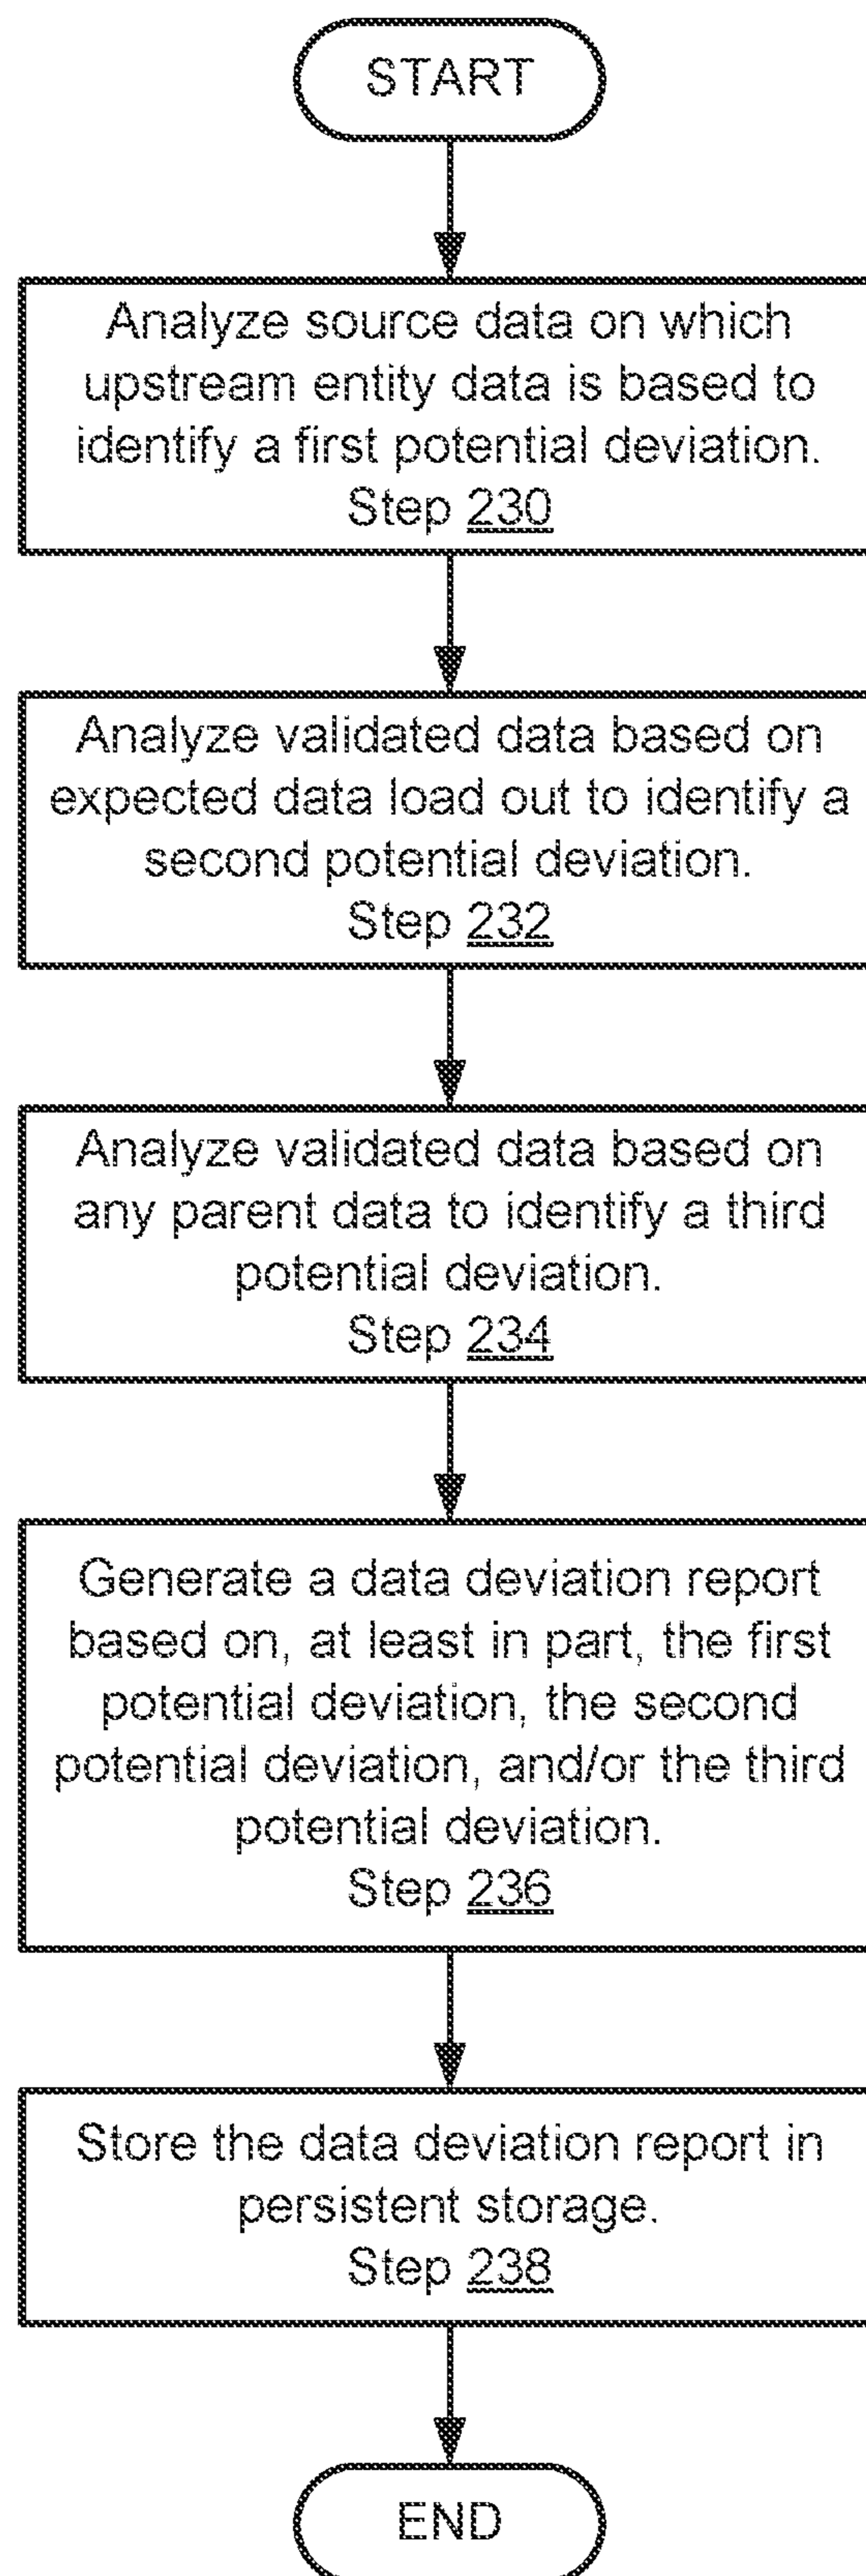 START
Analyze source data on which
upstream entity data is based to
identify a first potential deviation.
Step 230
Analyze validated data based on
expected data load out to identify a
second potential deviation.
Step 232
Analyze validated data based on
any parent data to identify a third
potential deviation.
Step 234
Generate a data deviation report
based on, at least in part, the first
potential deviation, the second
potential deviation, and/or the third
potential deviation.
Step 236
Store the data deviation report in
persistent storage.
Step 238
END